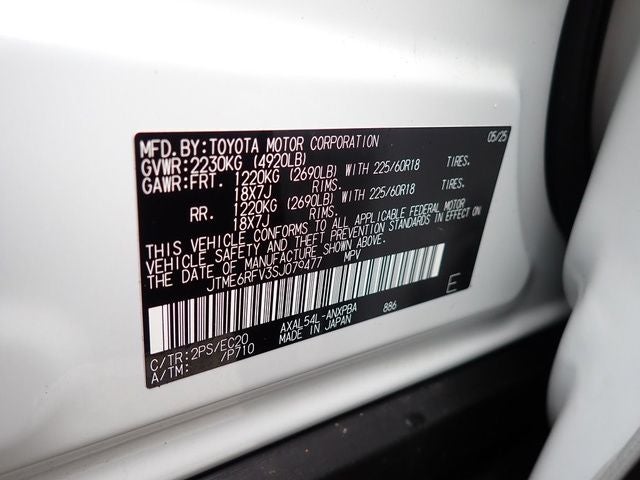 MFD.BY:TOYOTA MOTOR CORPORATION 05/25
GVWR:2230KG (4920LB)
GAWR:FRT. 1220KG (2690LB) WITH 225/60R18 TIRES.
18X7J RIMS.
RR. 1220KG (2690LB) WITH 225/60R18 TIRES.
18X7J RIMS.
THIS VEHICLE CONFORMS TO ALL APPLICABLE FEDERAL MOTOR
VEHICLE SAFETY AND THEFT PREVENTION STANDARDS IN EFFECT ON
THE DATE OF MANUFACTURE SHOWN ABOVE.
JTME6RFV3SJ079477 MPV
E
AXAL54L-ANXPBA 886
C/TR:2PS/EC20 MADE IN JAPAN
A/TM: /P710